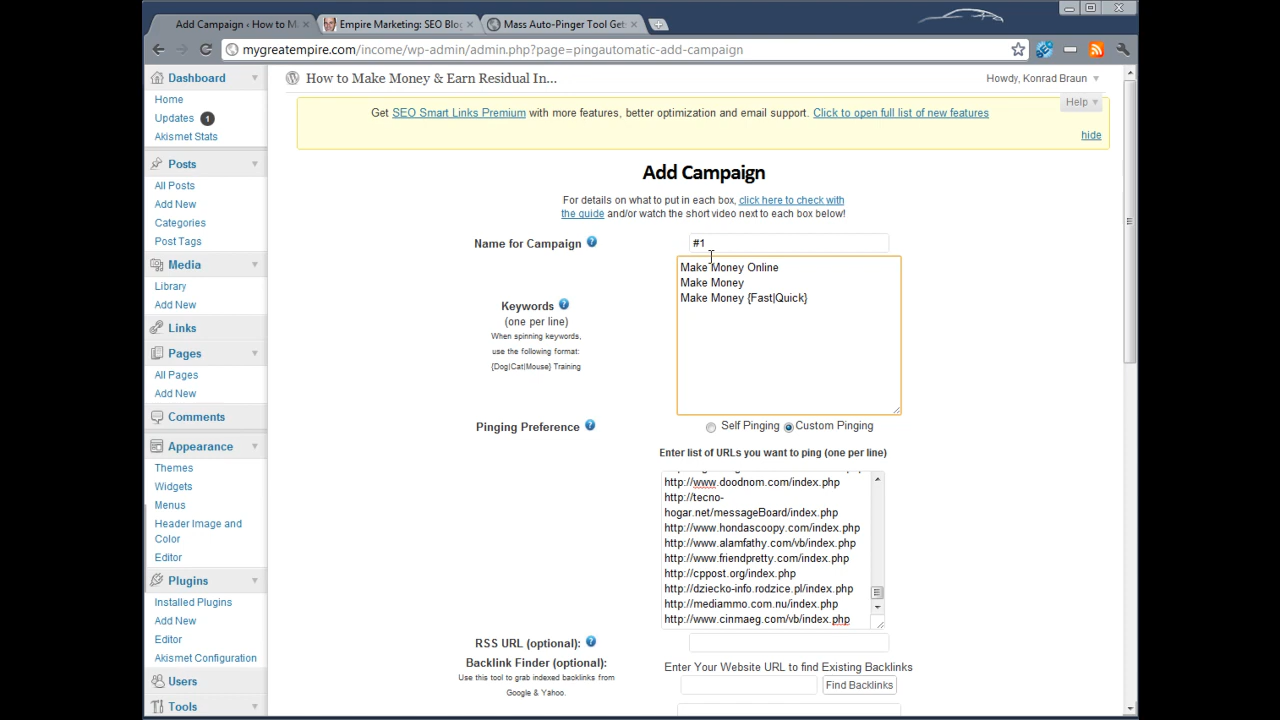 Add Campaign ‹ How to M
Empire Marketing: SEO Blog
Mass Auto-Pinger Tool Get
mygreatempire.com/income/wp-admin/admin.php?page=pingautomatic-add-campaign
How to Make Money & Earn Residual In...
Howdy, Konrad Braun
Help
Get SEO Smart Links Premium with more features, better optimization and email support. Click to open full list of new features
hide
Dashboard
Home
Updates 1
Akismet Stats
Posts
All Posts
Add New
Categories
Post Tags
Media
Library
Add New
Links
Pages
All Pages
Add New
Comments
Appearance
Themes
Widgets
Menus
Header Image and
Color
Editor
Plugins
Installed Plugins
Add New
Editor
Akismet Configuration
Users
Tools
Add Campaign
For details on what to put in each box, click here to check with
the guide and/or watch the short video next to each box below!
Name for Campaign ? #1
Keywords ?
(one per line)
When spinning keywords,
use the following format:
{Dog|Cat|Mouse} Training
Make Money Online
Make Money
Make Money {Fast|Quick}
Pinging Preference ? Self Pinging Custom Pinging
Enter list of URLs you want to ping (one per line)
http://www.doodnom.com/index.php
http://tecno-
hogar.net/messageBoard/index.php
http://www.hondascoopy.com/index.php
http://www.alamfathy.com/vb/index.php
http://www.friendpretty.com/index.php
http://cppost.org/index.php
http://dziecko-info.rodzice.pl/index.php
http://mediammo.com.nu/index.php
http://www.cinmaeg.com/vb/index.php
RSS URL (optional): ?
Backlink Finder (optional):
Use this tool to grab indexed backlinks from
Google & Yahoo.
Enter Your Website URL to find Existing Backlinks
Find Backlinks